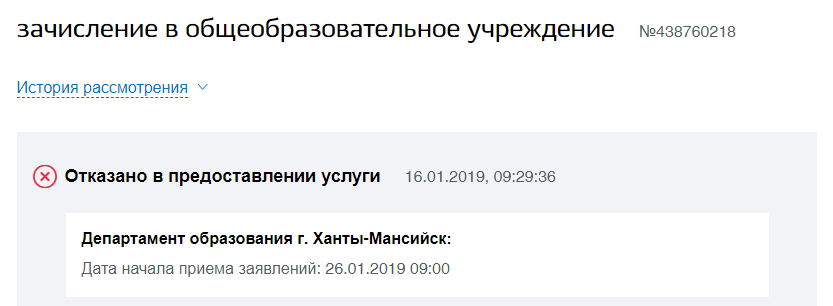 зачисление в общеобразовательное учреждение №438760218
История рассмотрения
Отказано в предоставлении услуги 16.01.2019, 09:29:36
Департамент образования г. Ханты-Мансийск:
Дата начала приема заявлений: 26.01.2019 09:00